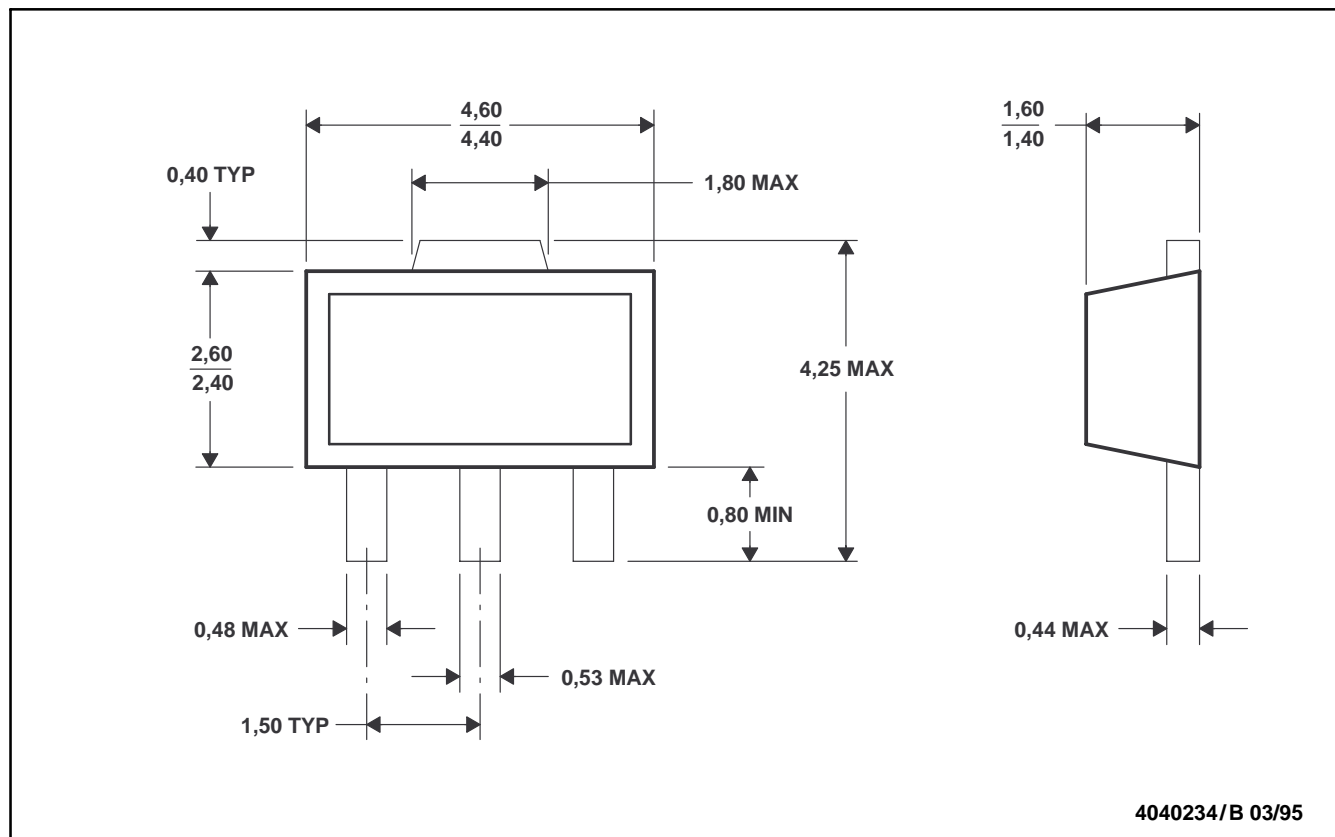 4,60
4,40
1,60
1,40
0,40 TYP
1,80 MAX
2,60
2,40
4,25 MAX
0,80 MIN
0,48 MAX
0,44 MAX
0,53 MAX
1,50 TYP
4040234/B 03/95